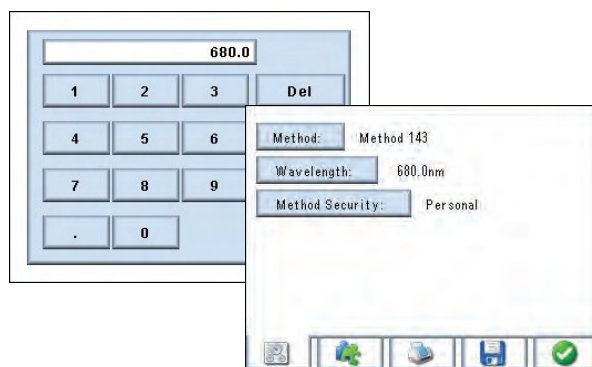 680.0
1 2 3 Del
4 5 6
7 8 9
. 0
Method: Method 143
Wavelength: 680.0nm
Method Security: Personal